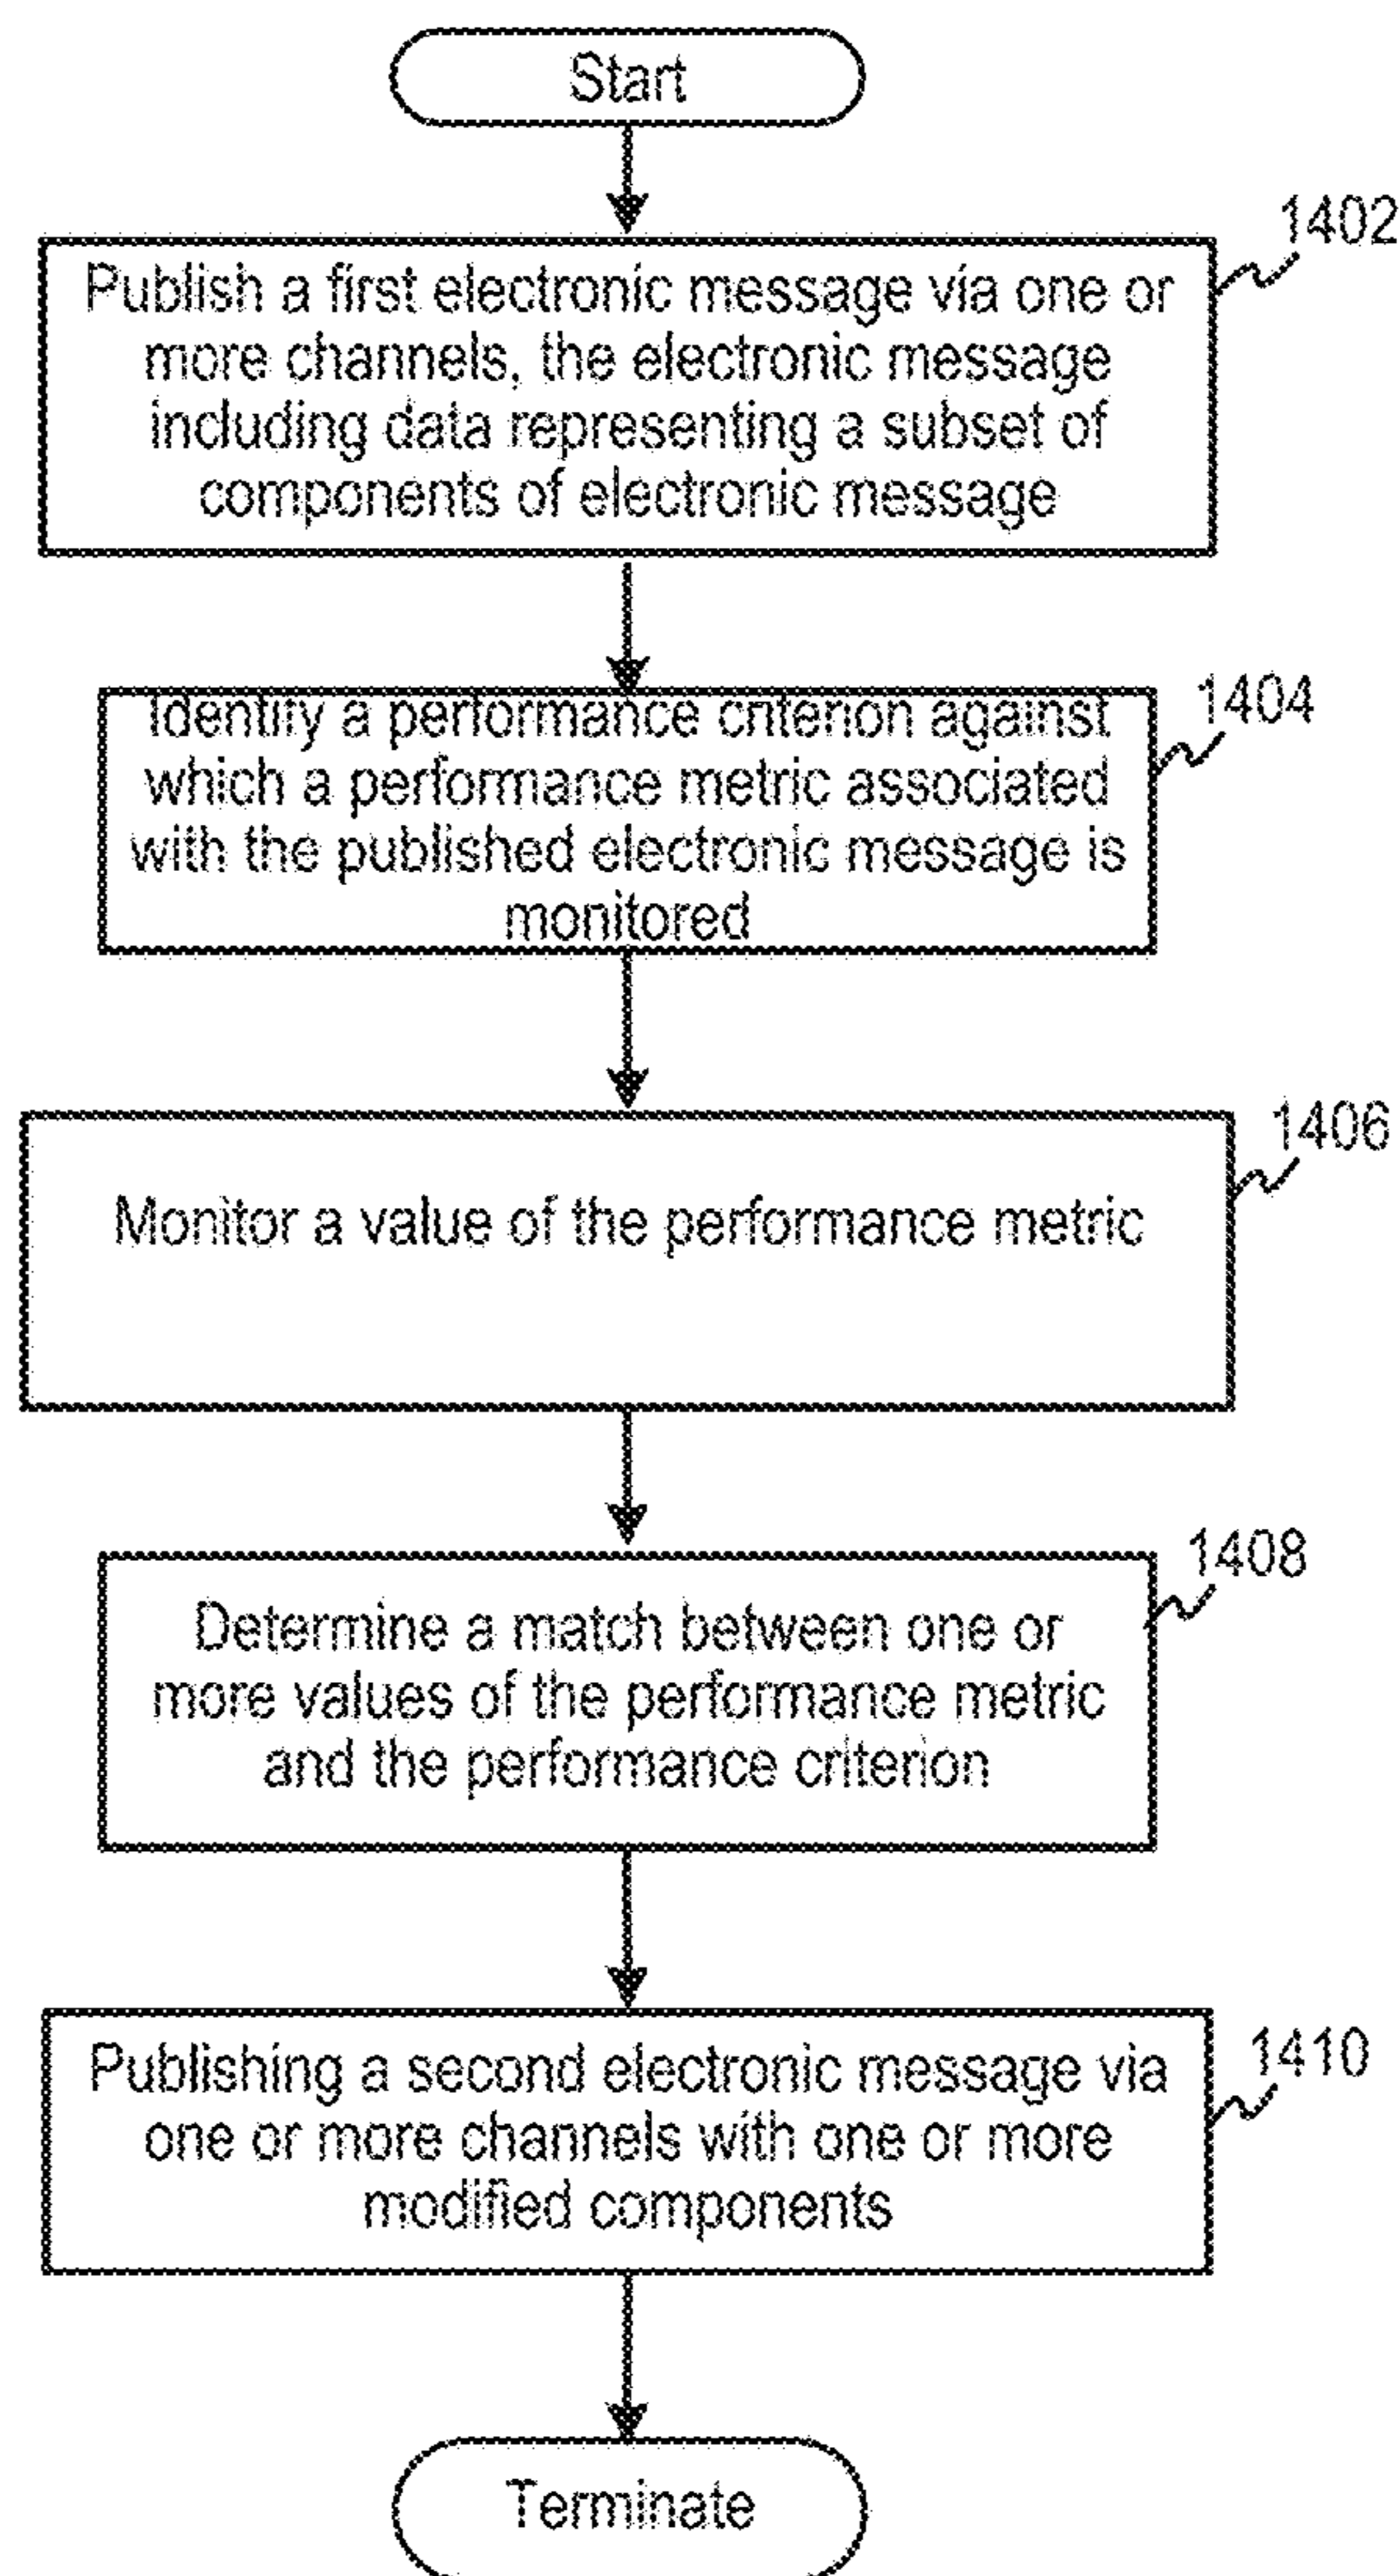 Start
1402
Publish a first electronic message via one or
more channels, the electronic message
including data representing a subset of
components of electronic message
1404
Identify a performance criterion against
which a performance metric associated
with the published electronic message is
monitored
1406
Monitor a value of the performance metric
1408
Determine a match between one or
more values of the performance metric
and the performance criterion
1410
Publishing a second electronic message via
one or more channels with one or more
modified components
Terminate